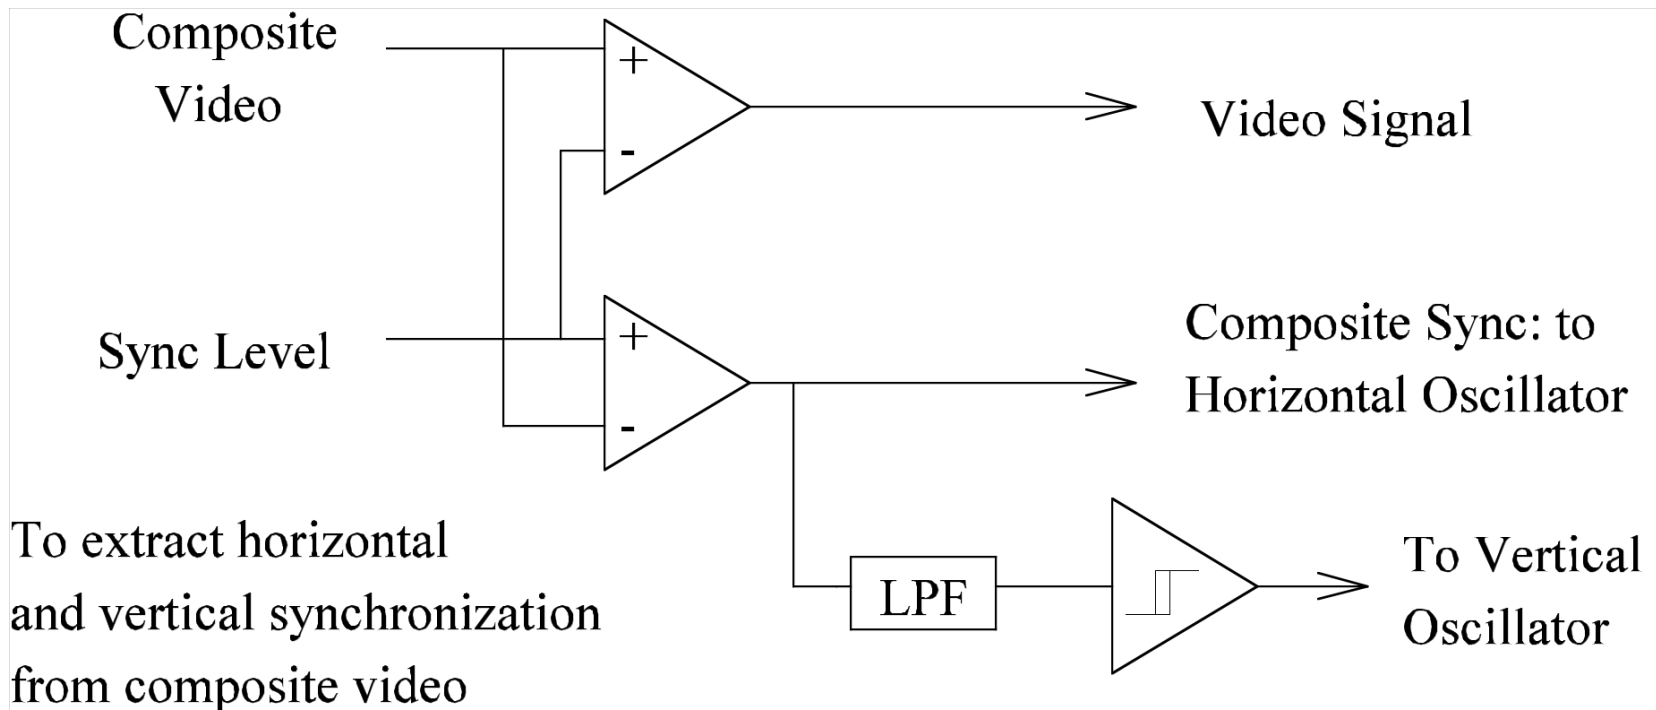 Composite
Video
+
-
Video Signal
Sync Level
+
-
Composite Sync: to
Horizontal Oscillator
To extract horizontal
and vertical synchronization
from composite video
LPF
To Vertical
Oscillator